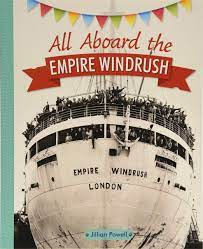 All Aboard the
EMPIRE WINDRUSH
EMPIRE WINDRUSH
LONDON
Jillian Powell